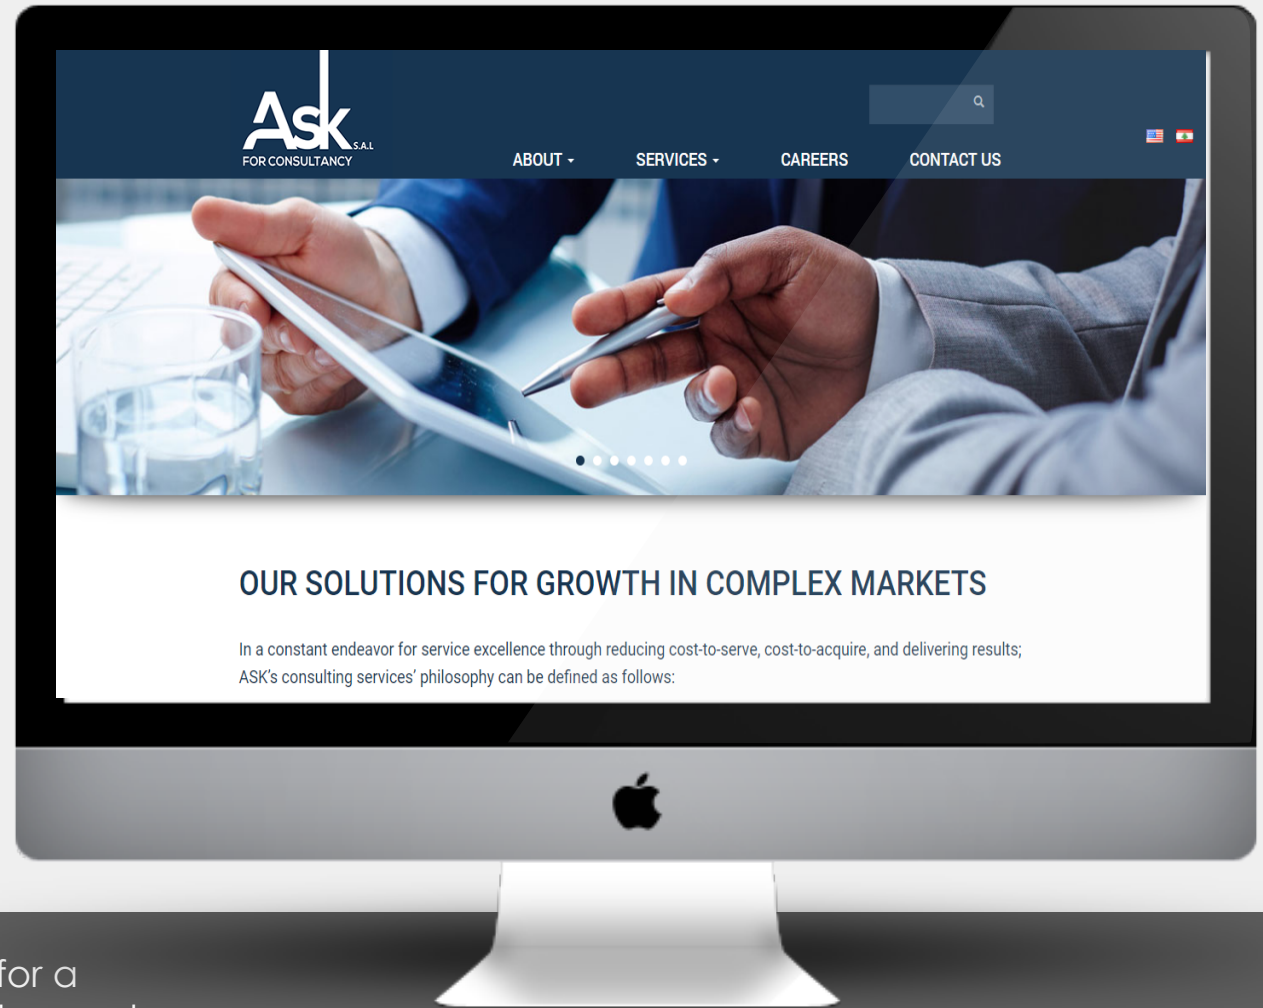 Ask S.A.L
FOR CONSULTANCY
ABOUT
SERVICES
CAREERS
CONTACT US
OUR SOLUTIONS FOR GROWTH IN COMPLEX MARKETS
In a constant endeavor for service excellence through reducing cost-to-serve, cost-to-acquire, and delivering results;
ASK's consulting services' philosophy can be defined as follows:
for a